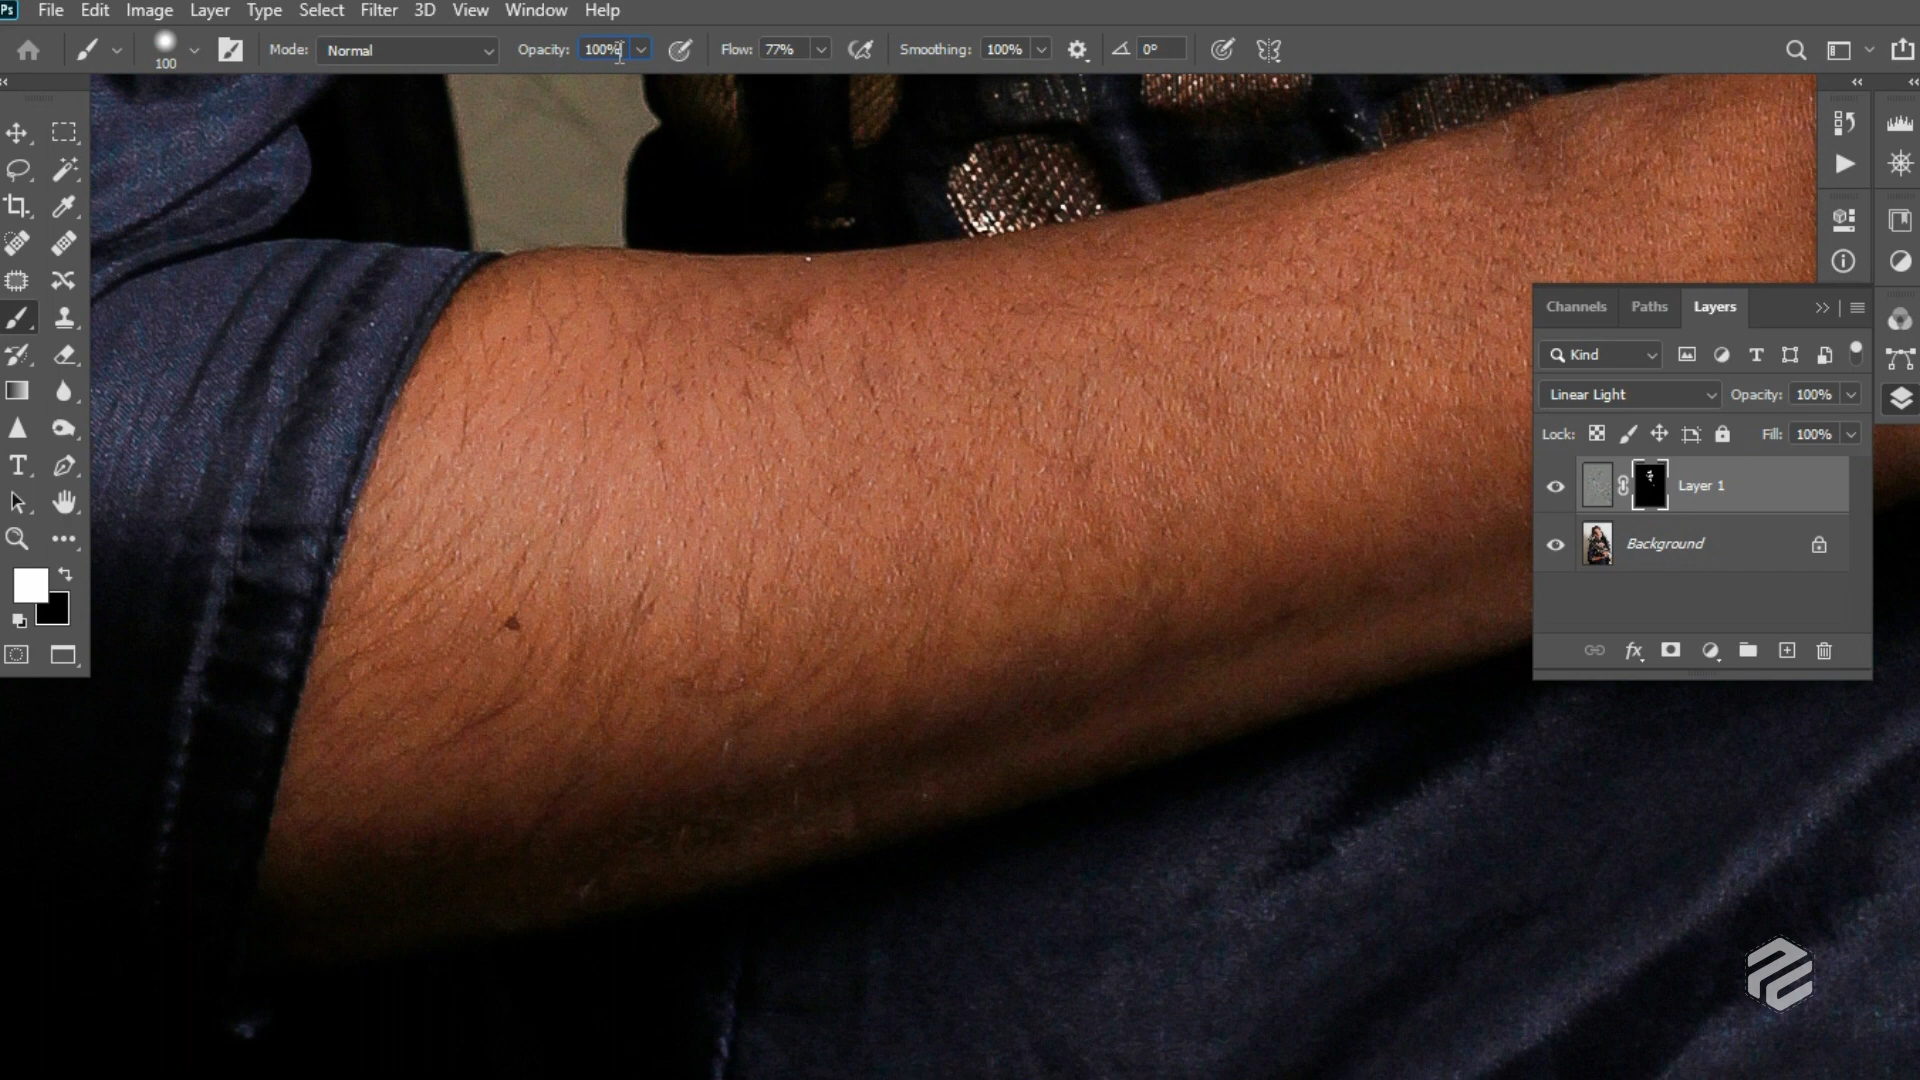 Ps File Edit Image Layer Type Select Filter 3D View Window Help
100 Mode: Normal Opacity: 100% Flow: 77% Smoothing: 100% 0°
Channels Paths Layers
Kind
Linear Light Opacity: 100%
Lock: Fill: 100%
Layer 1
Background
fx